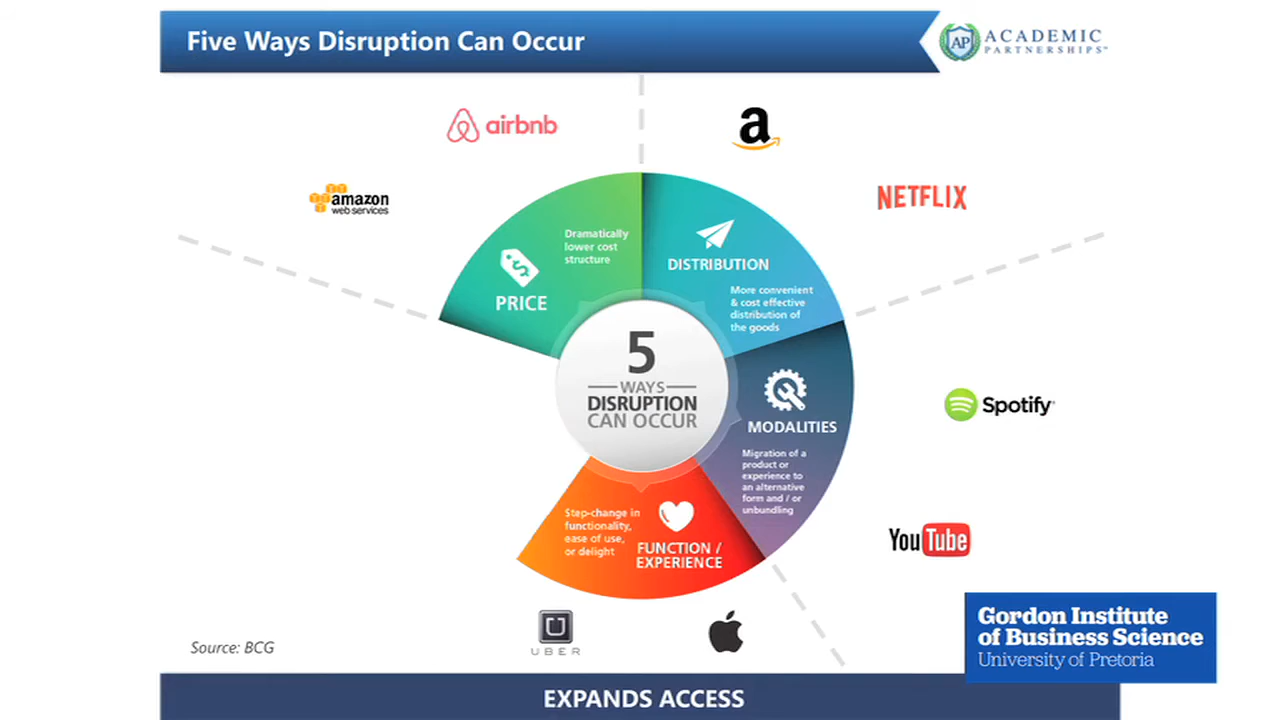 Five Ways Disruption Can Occur
AP
ACADEMIC
PARTNERSHIPS
airbnb
a
amazon
web services
NETFLIX
Dramatically
lower cost
structure
PRICE
DISTRIBUTION
More convenient
& cost effective
distribution of
the goods
5
WAYS
DISRUPTION
CAN OCCUR
MODALITIES
Migration of a
product or
experience to
an alternative
form and / or
unbundling
Spotify
Step-change in
functionality,
ease of use,
or delight
FUNCTION /
EXPERIENCE
YouTube
U
UBER
Source: BCG
Gordon Institute
of Business Science
University of Pretoria
EXPANDS ACCESS